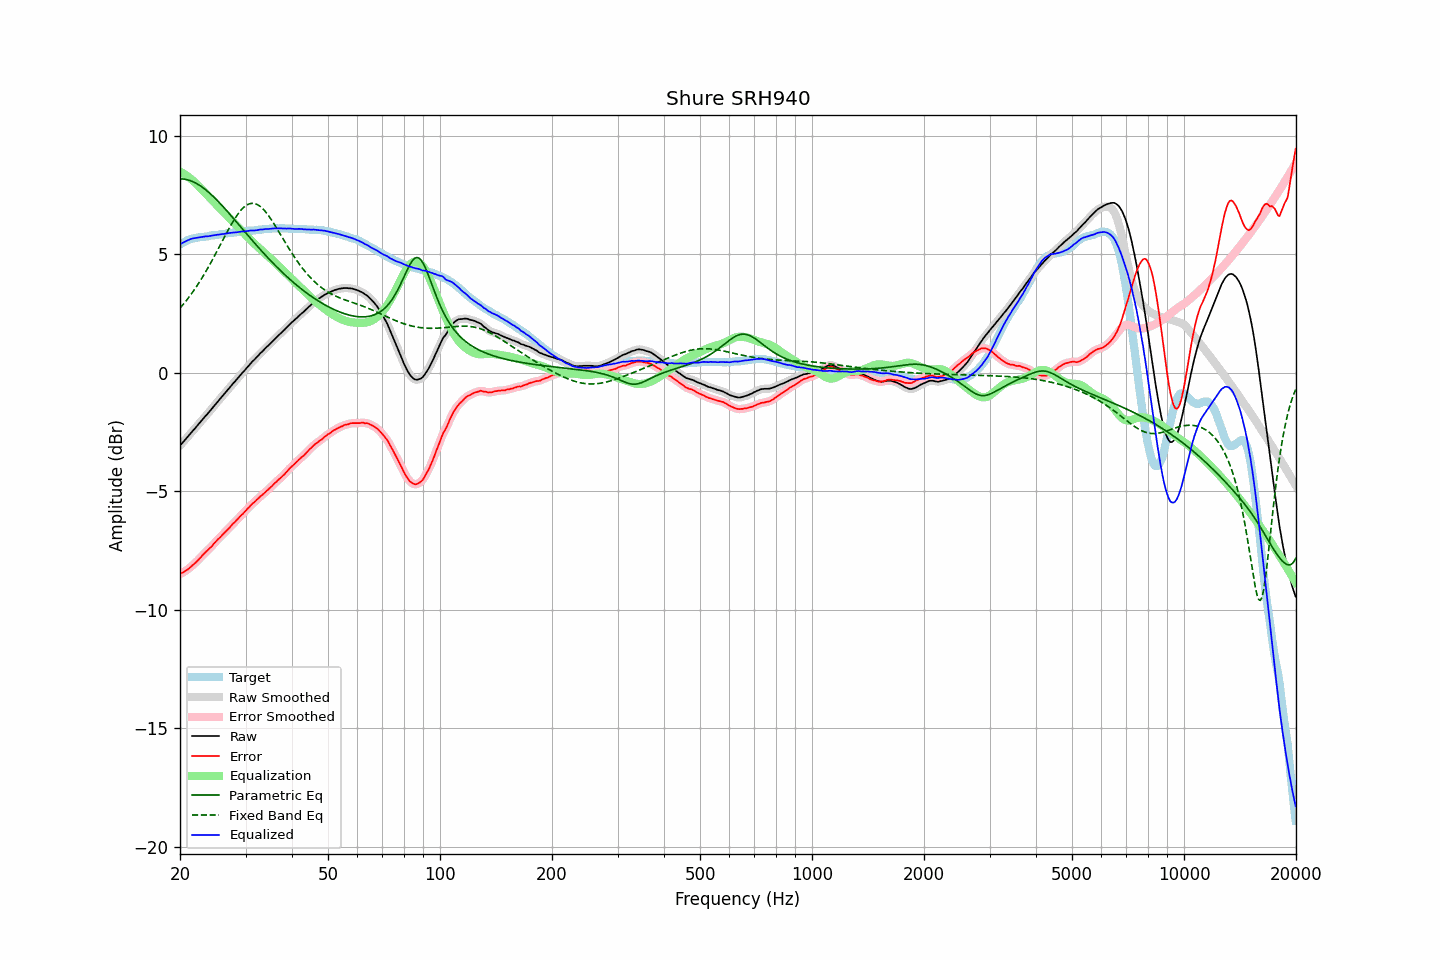 Shure SRH940
Amplitude (dBr)
10
5
0
−5
−10
−15
−20
Target
Raw Smoothed
Error Smoothed
Raw
Error
Equalization
Parametric Eq
Fixed Band Eq
Equalized
20
50
100
200
500
1000
2000
5000
10000
20000
Frequency (Hz)